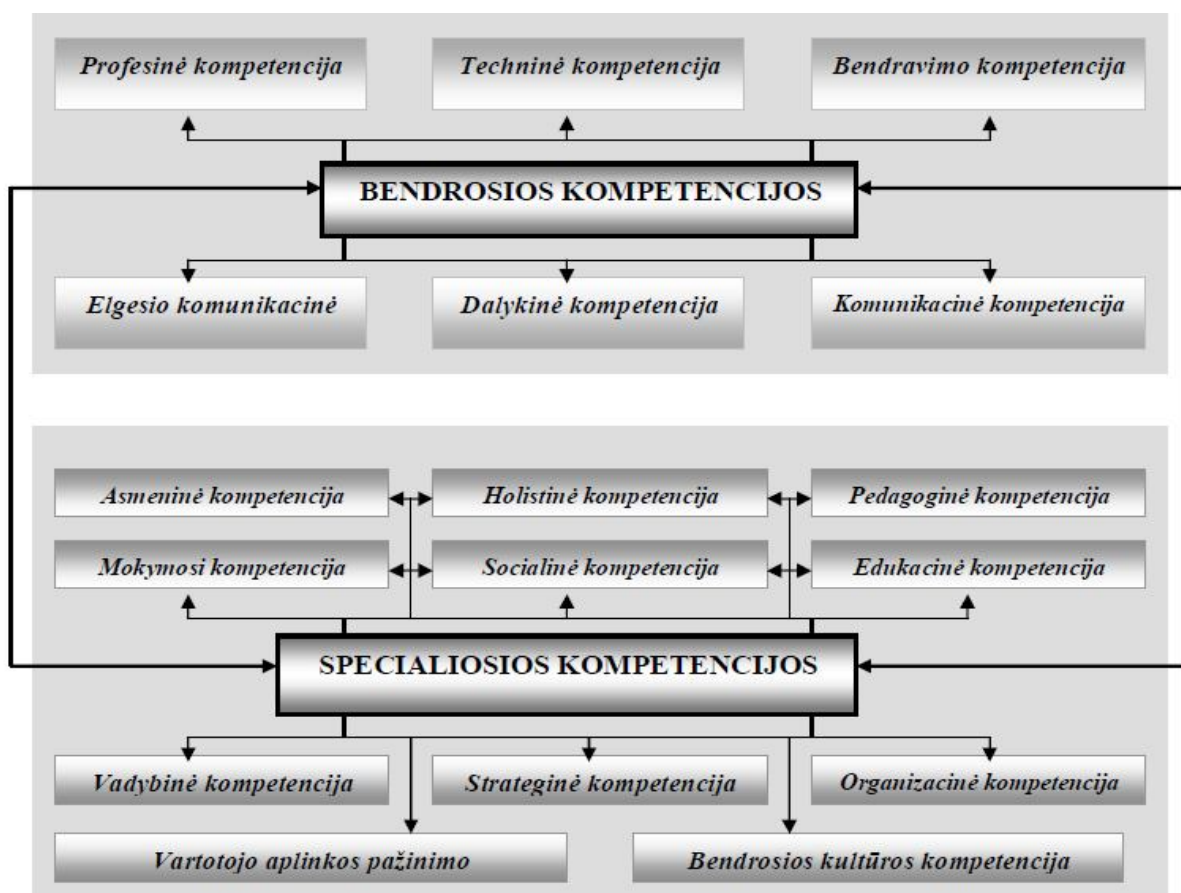 Profesinė kompetencija
Techninė kompetencija
Bendravimo kompetencija
BENDROSIOS KOMPETENCIJOS
Elgesio komunikacinė
Dalykinė kompetencija
Komunikacinė kompetencija
Asmeninė kompetencija
Holistinė kompetencija
Pedagoginė kompetencija
Mokymosi kompetencija
Socialinė kompetencija
Edukacinė kompetencija
SPECIALIOSIOS KOMPETENCIJOS
Vadybinė kompetencija
Strateginė kompetencija
Organizacinė kompetencija
Vartotojo aplinkos pažinimo
Bendrosios kultūros kompetencija